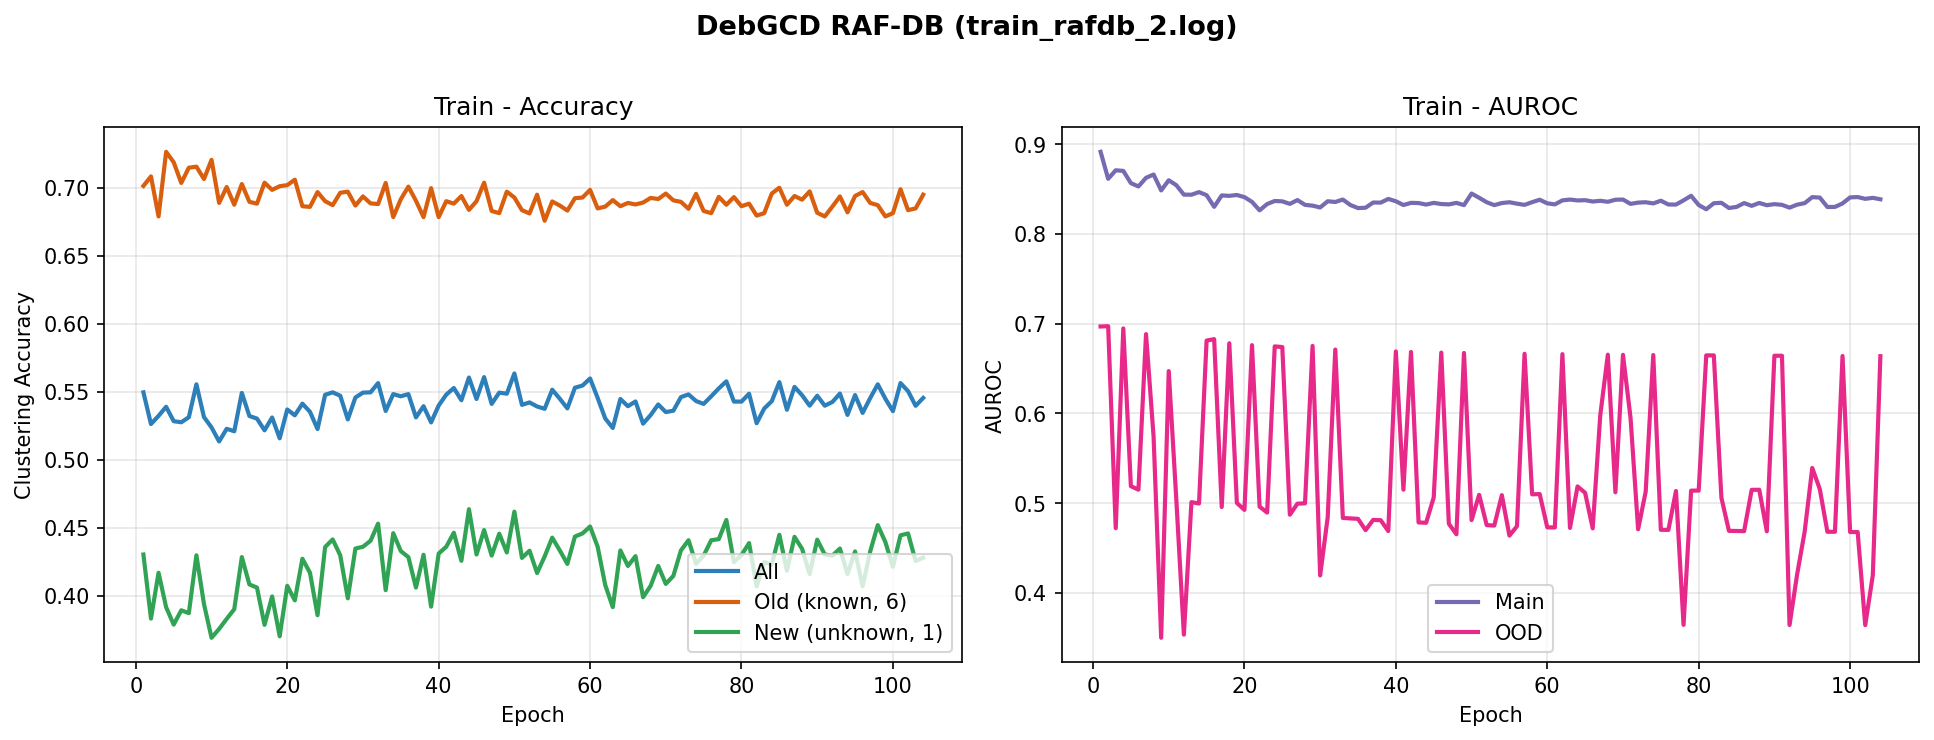 DebGCD RAF-DB (train_rafdb_2.log)
Train - Accuracy
Clustering Accuracy
0.70
0.65
0.60
0.55
0.50
0.45
0.40
All
Old (known, 6)
New (unknown, 1)
0
20
40
60
80
100
Epoch
Train - AUROC
AUROC
0.9
0.8
0.7
0.6
0.5
0.4
Main
OOD
0
20
40
60
80
100
Epoch